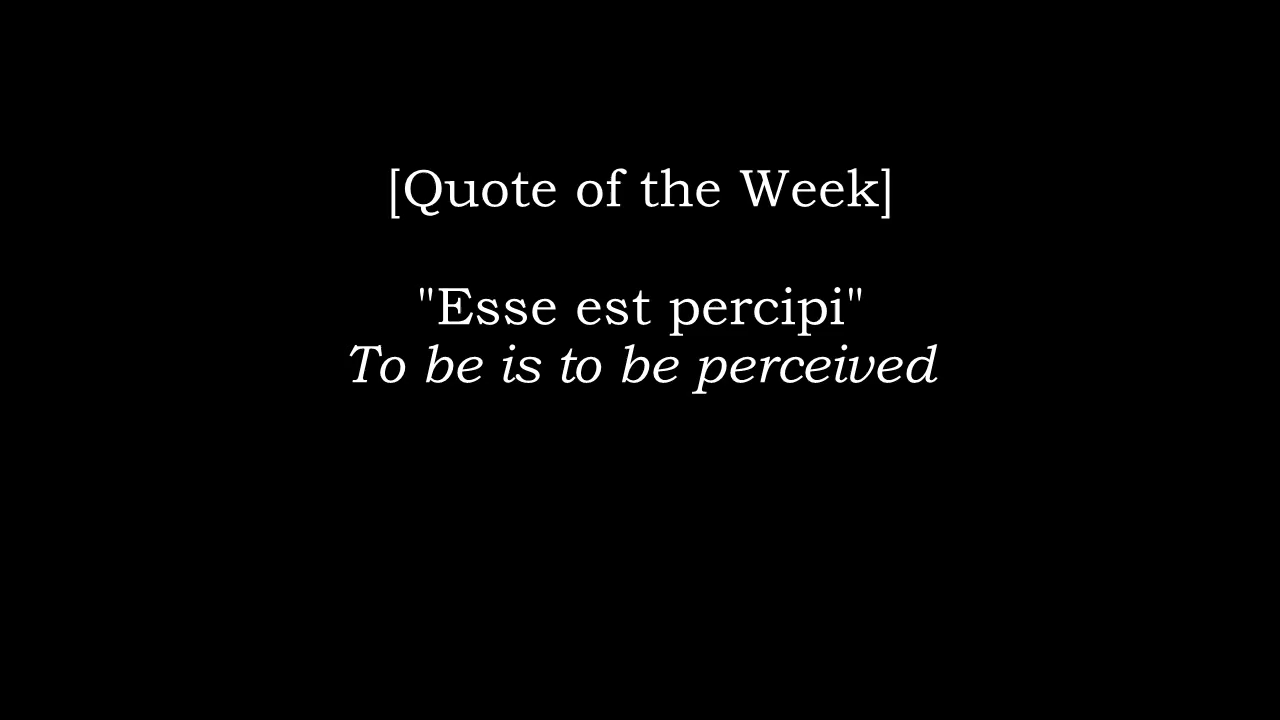 [Quote of the Week]
"Esse est percipi"
To be is to be perceived